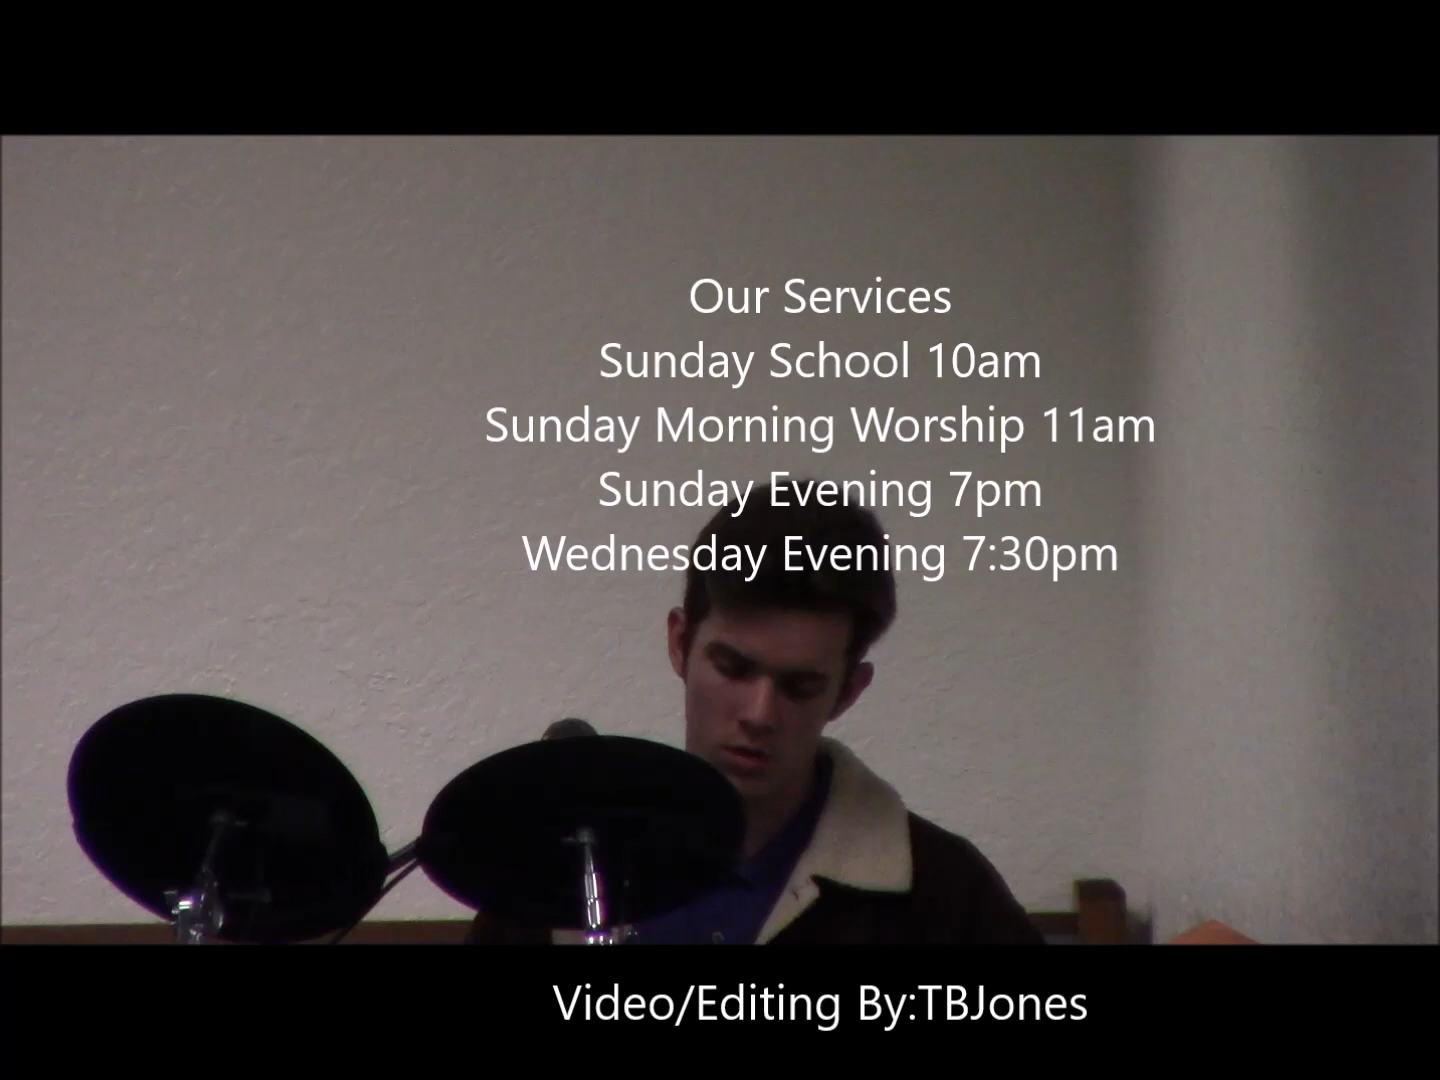 Our Services
Sunday School 10am
Sunday Morning Worship 11am
Sunday Evening 7pm
Wednesday Evening 7:30pm
Video/Editing By:TBJones